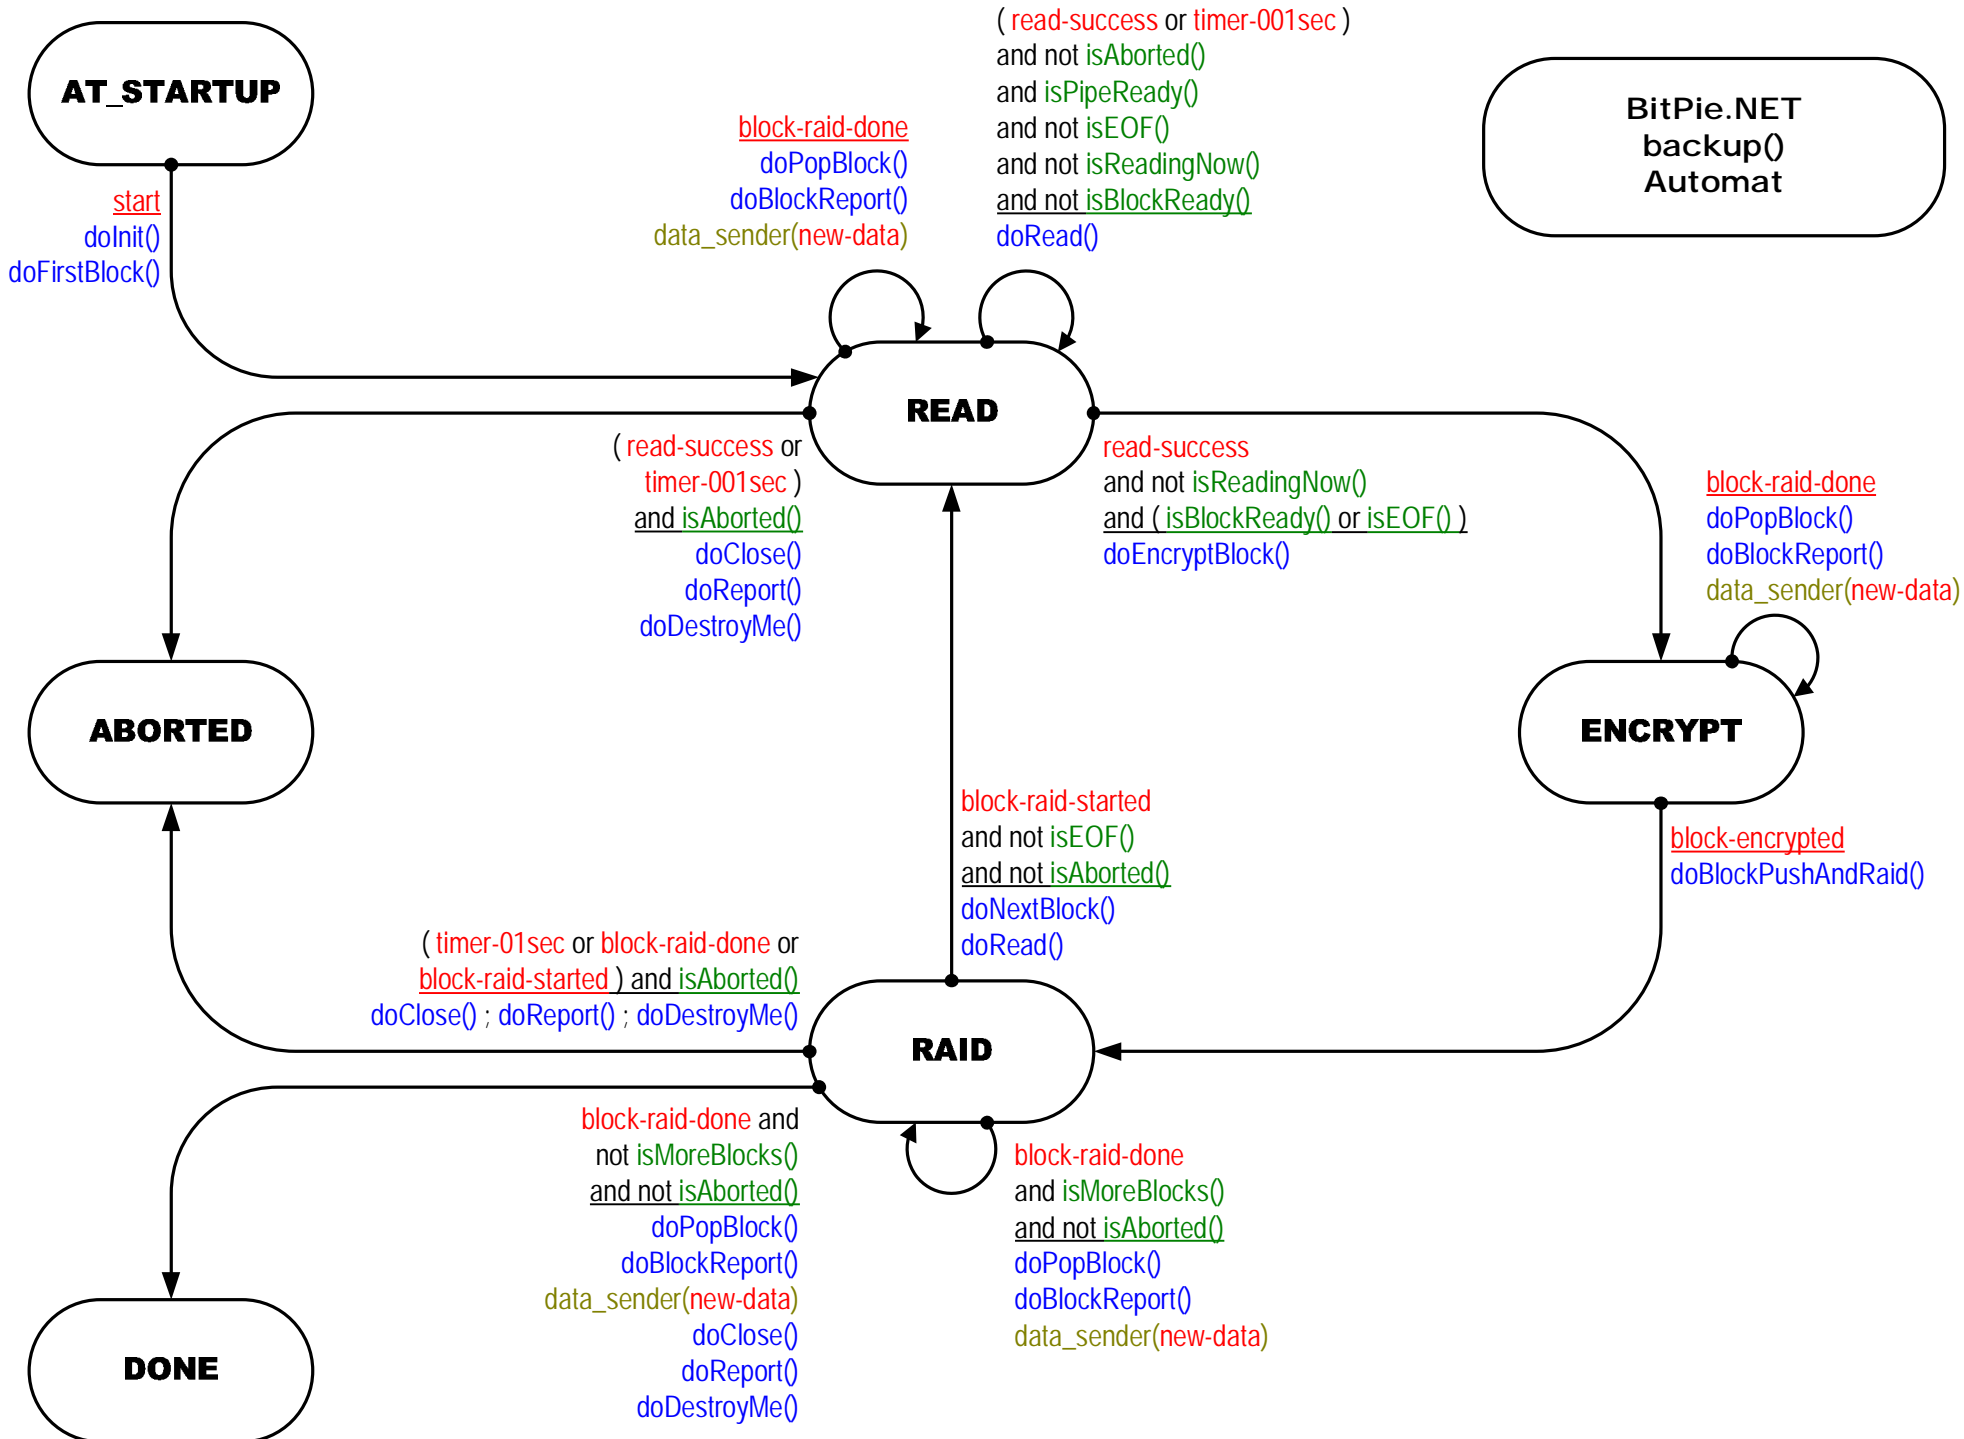 AT_STARTUP
start
doInit()
doFirstBlock()
block-raid-done
doPopBlock()
doBlockReport()
data_sender(new-data)
( read-success or timer-001sec )
and not isAborted()
and isPipeReady()
and not isEOF()
and not isReadingNow()
and not isBlockReady()
doRead()
BitPie.NET
backup()
Automat
READ
( read-success or
timer-001sec )
and isAborted()
doClose()
doReport()
doDestroyMe()
read-success
and not isReadingNow()
and ( isBlockReady() or isEOF() )
doEncryptBlock()
block-raid-done
doPopBlock()
doBlockReport()
data_sender(new-data)
ABORTED
ENCRYPT
block-raid-started
and not isEOF()
and not isAborted()
doNextBlock()
doRead()
block-encrypted
doBlockPushAndRaid()
( timer-01sec or block-raid-done or
block-raid-started ) and isAborted()
doClose() ; doReport() ; doDestroyMe()
RAID
block-raid-done and
not isMoreBlocks()
and not isAborted()
doPopBlock()
doBlockReport()
data_sender(new-data)
doClose()
doReport()
doDestroyMe()
block-raid-done
and isMoreBlocks()
and not isAborted()
doPopBlock()
doBlockReport()
data_sender(new-data)
DONE